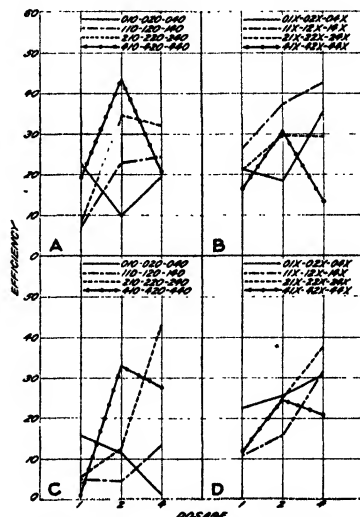 60
010-020-040
110-120-140
210-220-240
410-420-440
01X-02X-04X
11X-12X-14X
21X-22X-24X
41X-42X-44X
50
40
30
20
10
A
B
EFFICIENCY
0
010-020-040
110-120-140
210-220-240
410-420-440
01X-02X-04X
11X-12X-14X
21X-22X-24X
41X-42X-44X
50
40
30
20
10
C
D
0
1 2 4 1 2 4
DOSAGE